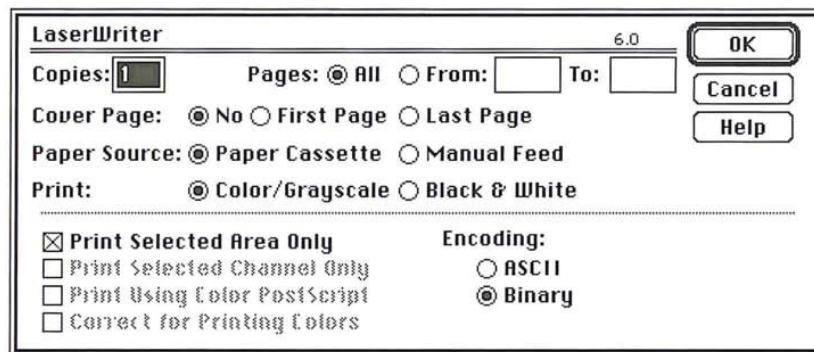 LaserWriter 6.0 OK
Copies: 1 Pages: All From: To:
Cancel
Cover Page: No First Page Last Page
Help
Paper Source: Paper Cassette Manual Feed
Print: Color/Grayscale Black & White
Print Selected Area Only Encoding:
Print Selected Channel Only ASCII
Print Using Color PostScript Binary
Correct for Printing Colors